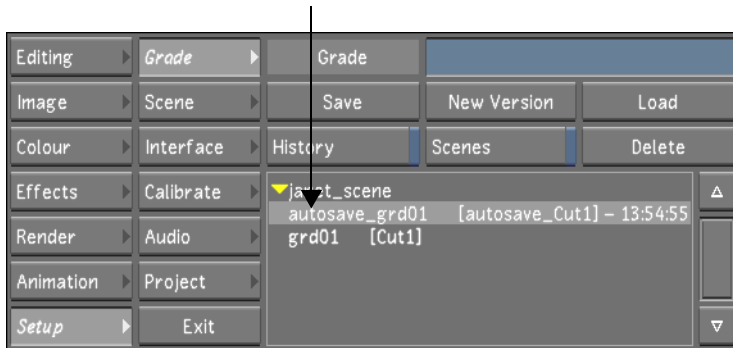 Editing Grade Grade
Image Scene Save New Version Load
Colour Interface History Scenes Delete
Effects Calibrate janet_scene
autosave_grd01 [autosave_Cut1] – 13:54:55
Render Audio grd01 [Cut1]
Animation Project
Setup Exit